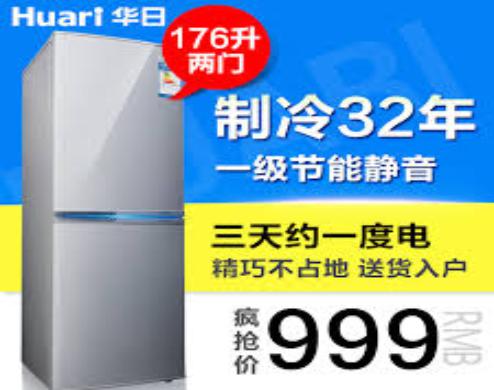 Huari 华日
176升
两门
制冷32年
一级节能静音
三天约一度电
精巧不占地 送货入户
疯抢价
999
RMB